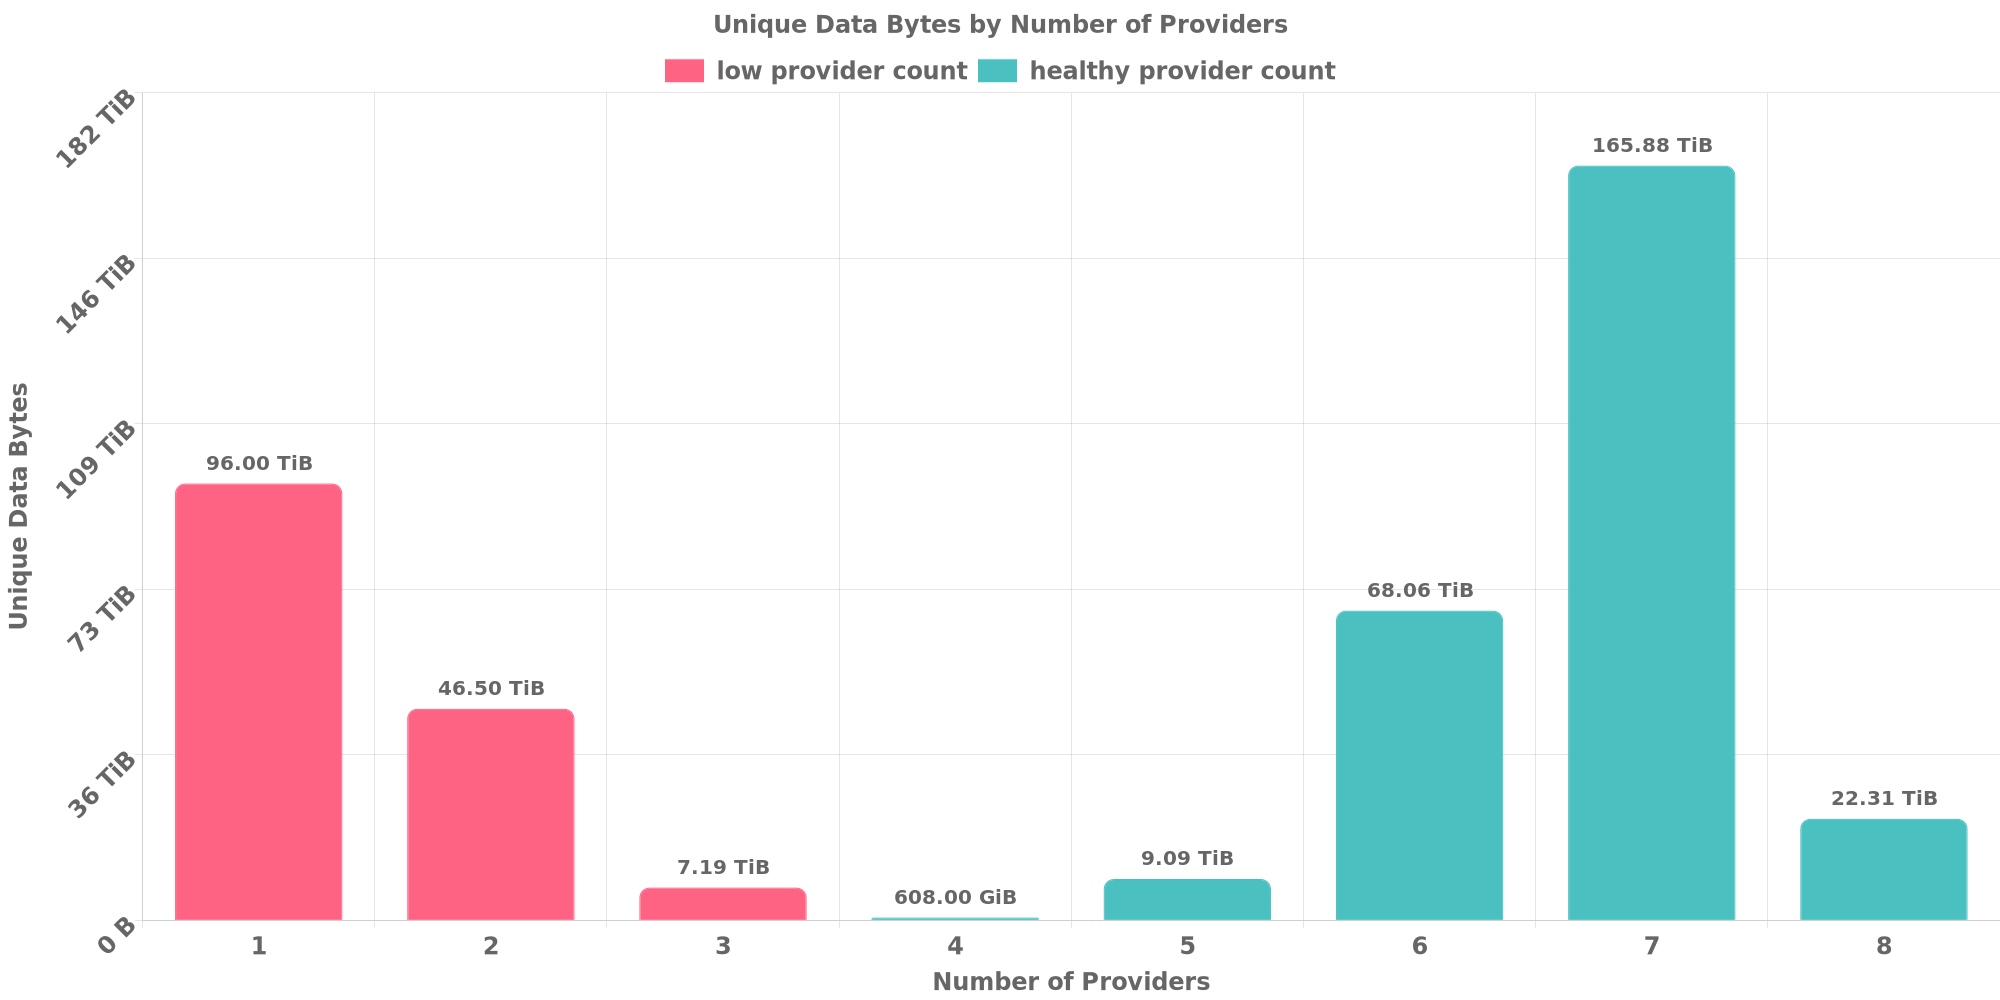 Unique Data Bytes by Number of Providers
low provider count healthy provider count
182 TiB
146 TiB
109 TiB
73 TiB
36 TiB
0 B
Unique Data Bytes
96.00 TiB
46.50 TiB
7.19 TiB
608.00 GiB
9.09 TiB
68.06 TiB
165.88 TiB
22.31 TiB
1 2 3 4 5 6 7 8
Number of Providers